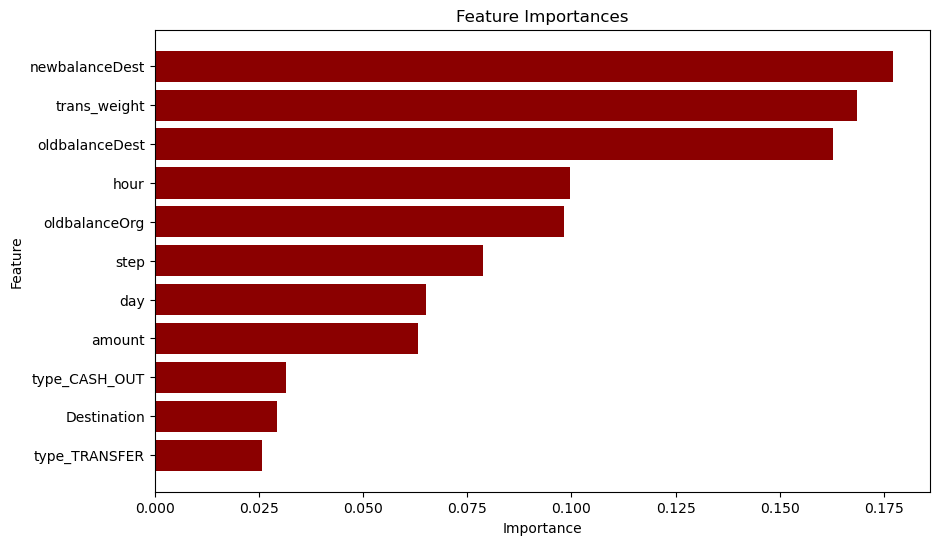 Feature Importances
Feature
newbalanceDest
trans_weight
oldbalanceDest
hour
oldbalanceOrg
step
day
amount
type_CASH_OUT
Destination
type_TRANSFER
0.000 0.025 0.050 0.075 0.100 0.125 0.150 0.175
Importance